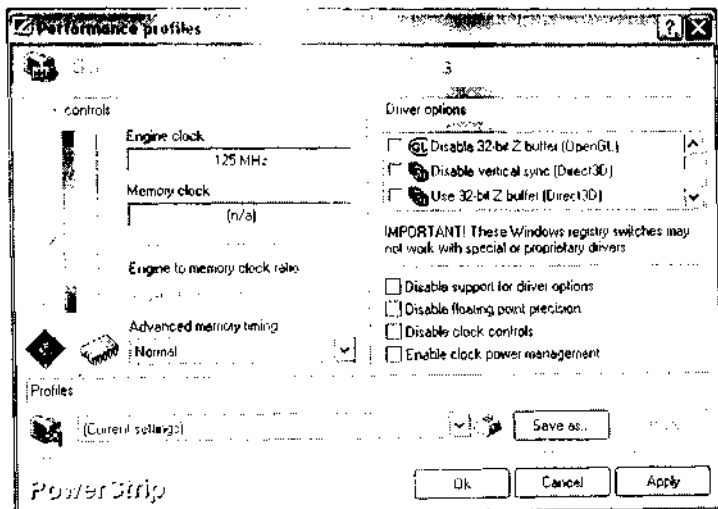 Performance profiles
controls
Engine clock
125 MHz
Memory clock
(n/a)
Engine to memory clock ratio
Advanced memory timing
Normal
Driver options
Disable 32-bit Z buffer (OpenGL)
Disable vertical sync (Direct3D)
Use 32-bit Z buffer (Direct3D)
IMPORTANT! These Windows registry switches may
not work with special or proprietary drivers
Disable support for driver options
Disable floating point precision
Disable clock controls
Enable clock power management
Profiles
(Current settings)
Save as..
PowerStrip
Ok
Cancel
Apply